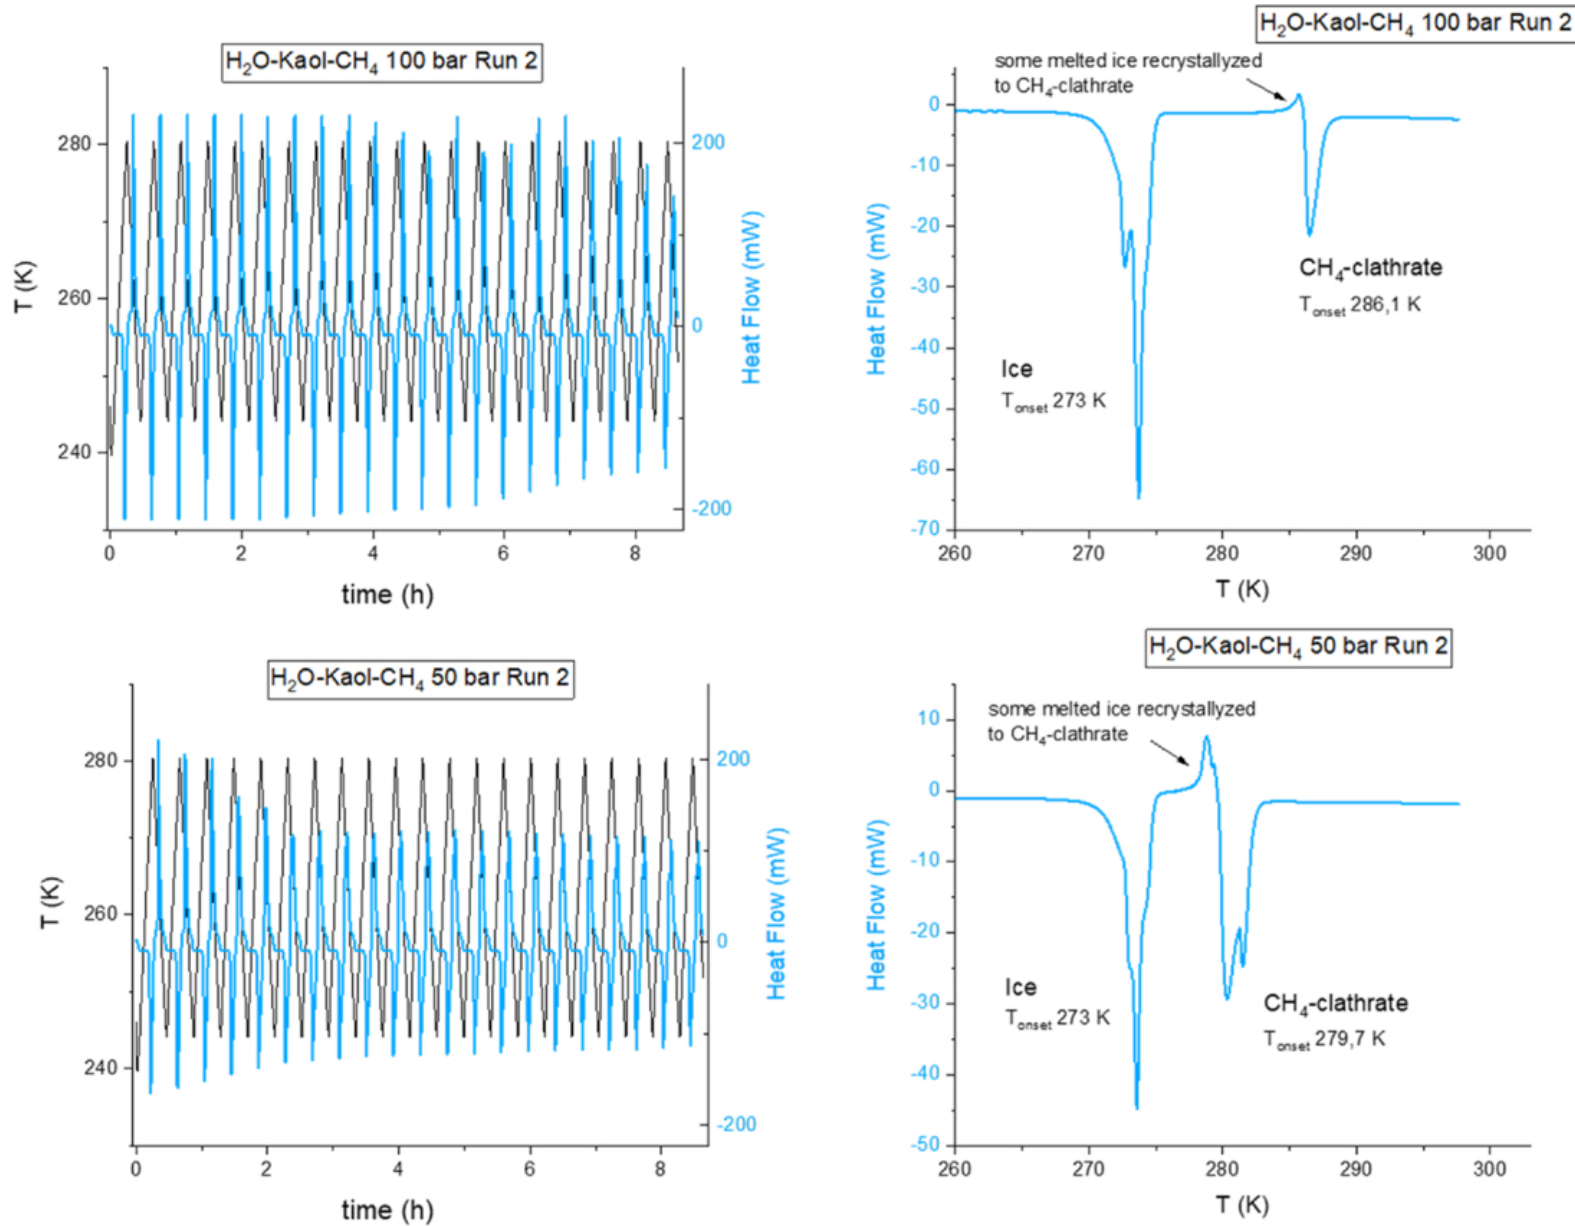 H₂O-Kaol-CH₄ 100 bar Run 2
280
260
240
T (K)
200
0
-200
Heat Flow (mW)
0 2 4 6 8
time (h)
H₂O-Kaol-CH₄ 100 bar Run 2
some melted ice recrystallyzed
to CH₄-clathrate
0
-10
-20
-30
-40
-50
-60
-70
Heat Flow (mW)
CH₄-clathrate
Tonset 286,1 K
Ice
Tonset 273 K
260 270 280 290 300
T (K)
H₂O-Kaol-CH₄ 50 bar Run 2
280
260
240
T (K)
200
0
-200
Heat Flow (mW)
0 2 4 6 8
time (h)
H₂O-Kaol-CH₄ 50 bar Run 2
some melted ice recrystallyzed
to CH₄-clathrate
10
0
-10
-20
-30
-40
-50
Heat Flow (mW)
Ice
Tonset 273 K
CH₄-clathrate
Tonset 279,7 K
260 270 280 290 300
T (K)